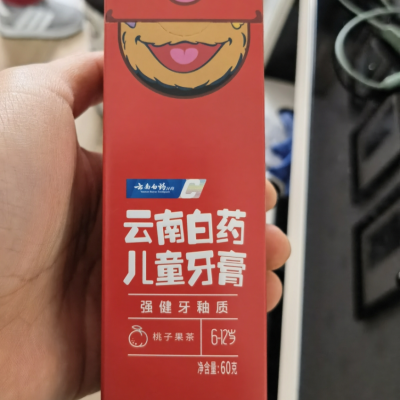 云南白药
云南白药
儿童牙膏
强健牙釉质
桃子果茶
6-12岁
净含量:60克